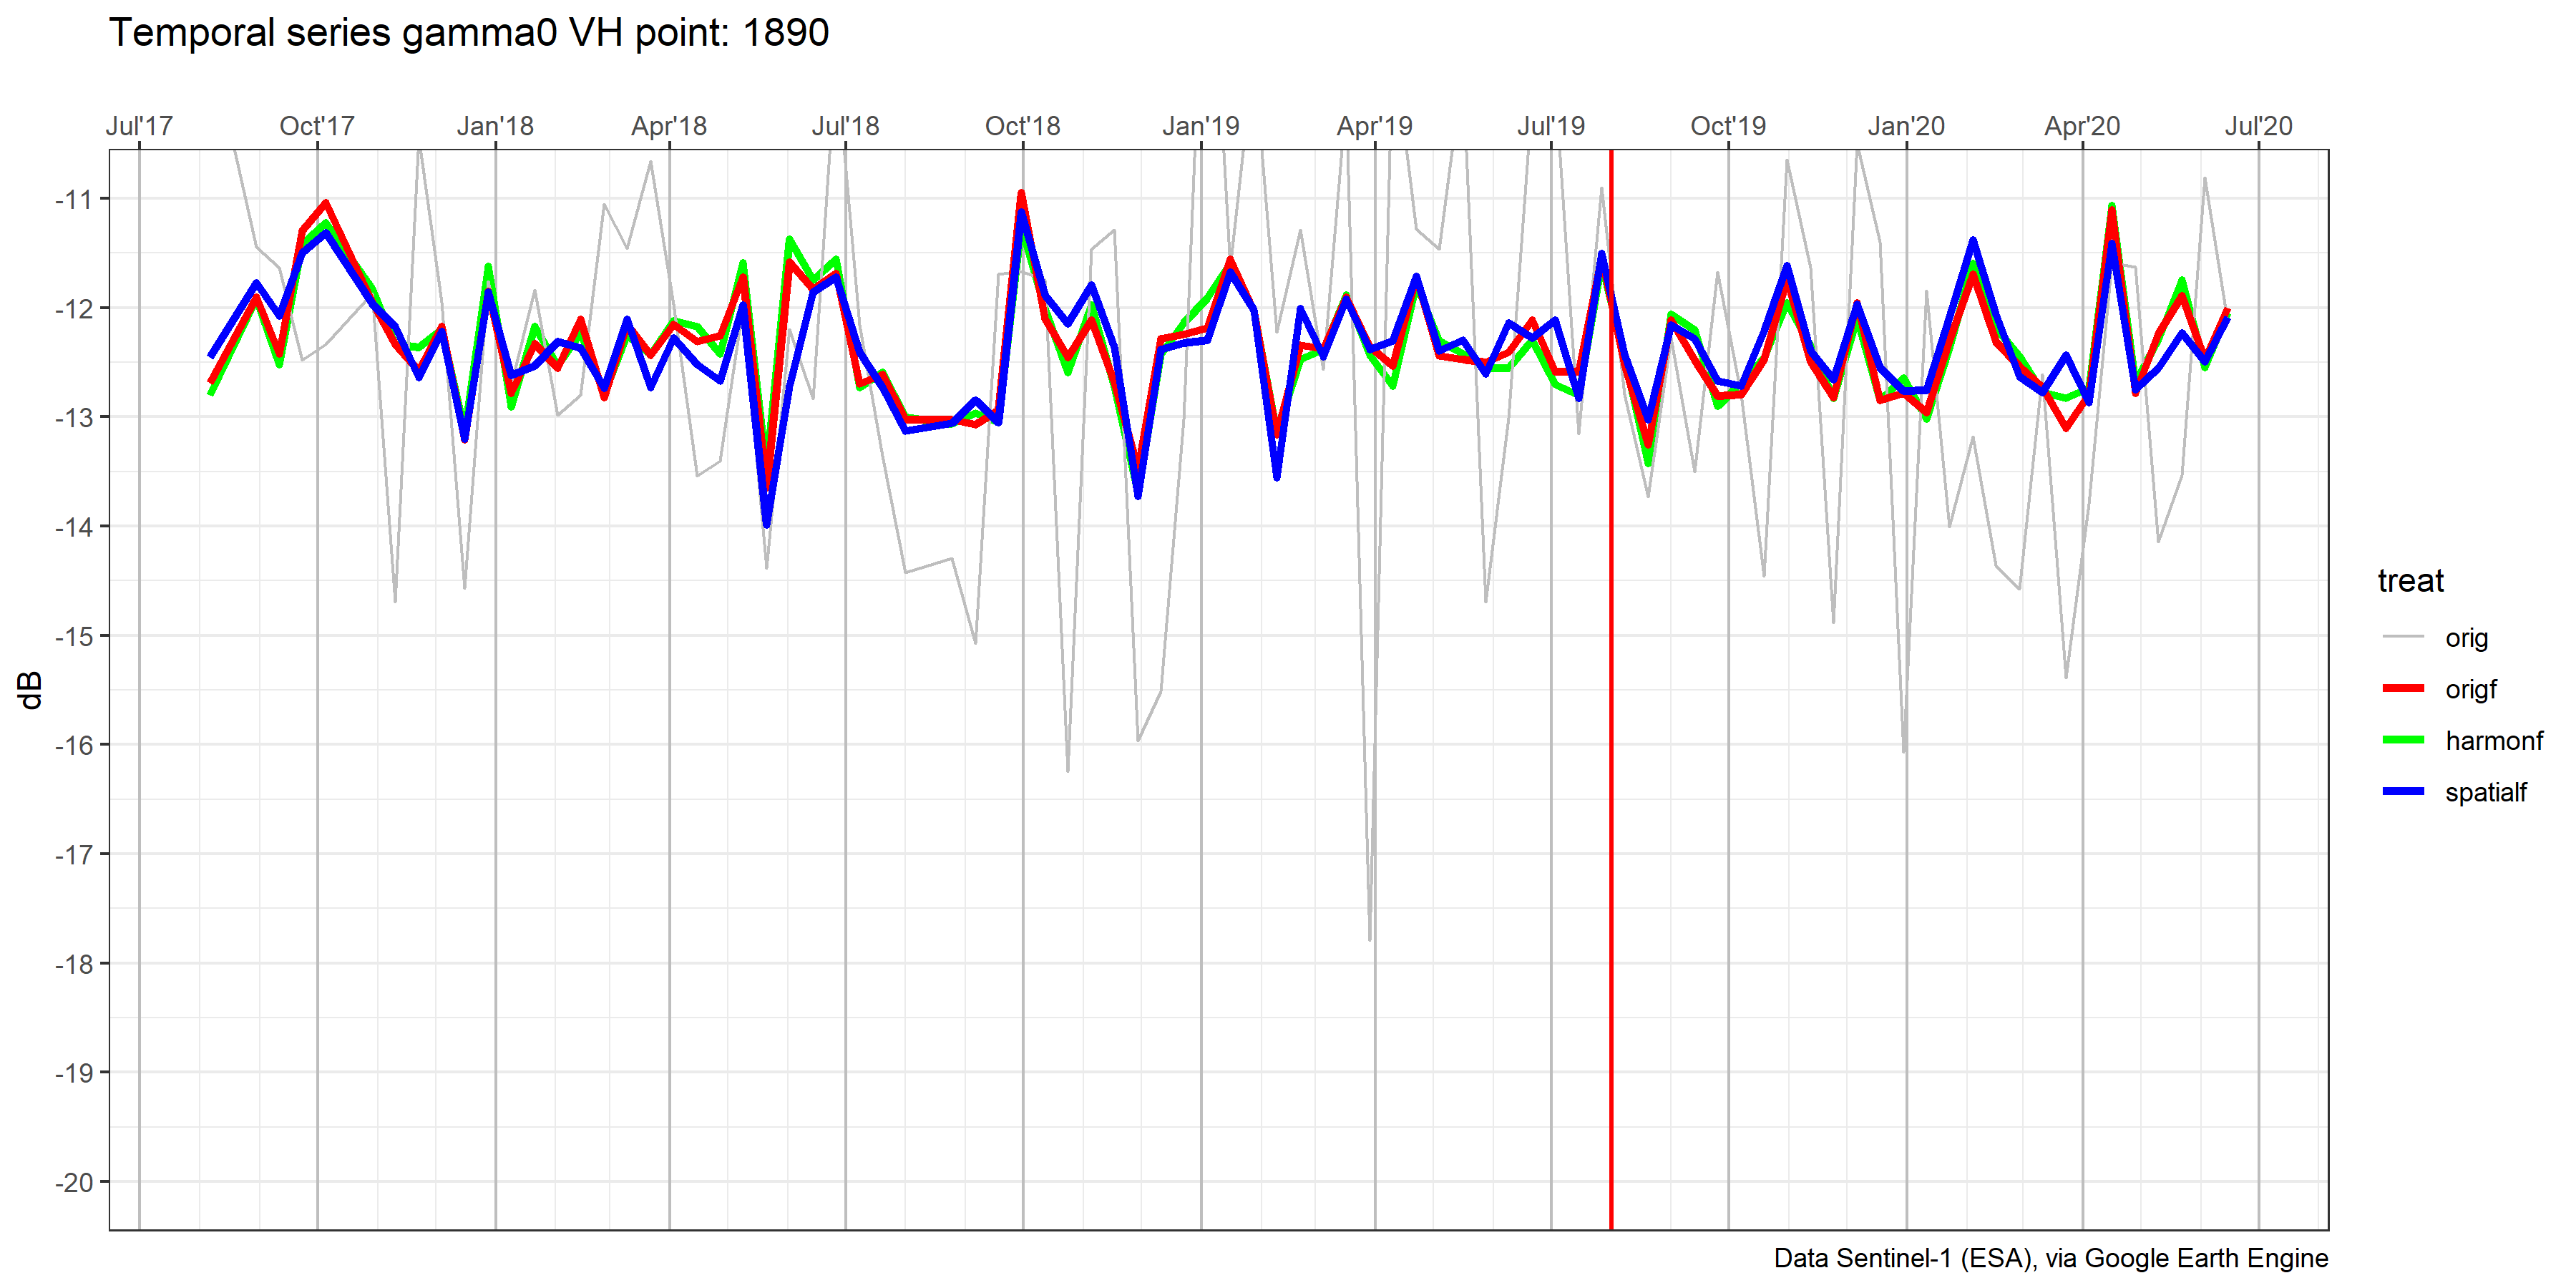 Temporal series gamma0 VH point: 1890
Jul'17 Oct'17 Jan'18 Apr'18 Jul'18 Oct'18 Jan'19 Apr'19 Jul'19 Oct'19 Jan'20 Apr'20 Jul'20
-11
-12
-13
-14
-15
-16
-17
-18
-19
-20
dB
treat
orig
origf
harmonf
spatialf
Data Sentinel-1 (ESA), via Google Earth Engine